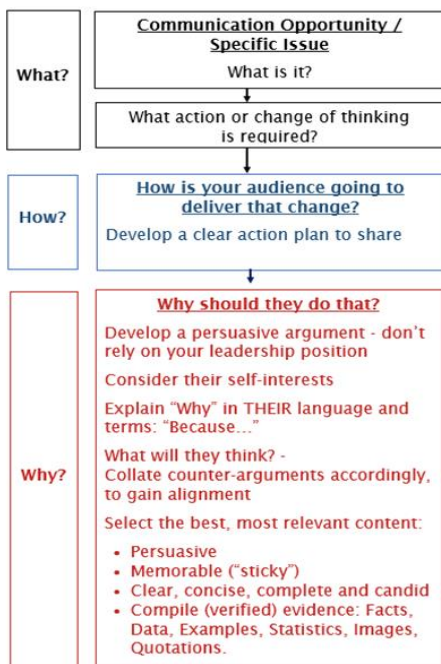 What?
Communication Opportunity /
Specific Issue
What is it?
What action or change of thinking
is required?
How?
How is your audience going to
deliver that change?
Develop a clear action plan to share
Why?
Why should they do that?
Develop a persuasive argument - don't
rely on your leadership position
Consider their self-interests
Explain “Why” in THEIR language and
terms: “Because...”
What will they think? -
Collate counter-arguments accordingly,
to gain alignment
Select the best, most relevant content:
• Persuasive
• Memorable (“sticky”)
• Clear, concise, complete and candid
• Compile (verified) evidence: Facts,
Data, Examples, Statistics, Images,
Quotations.